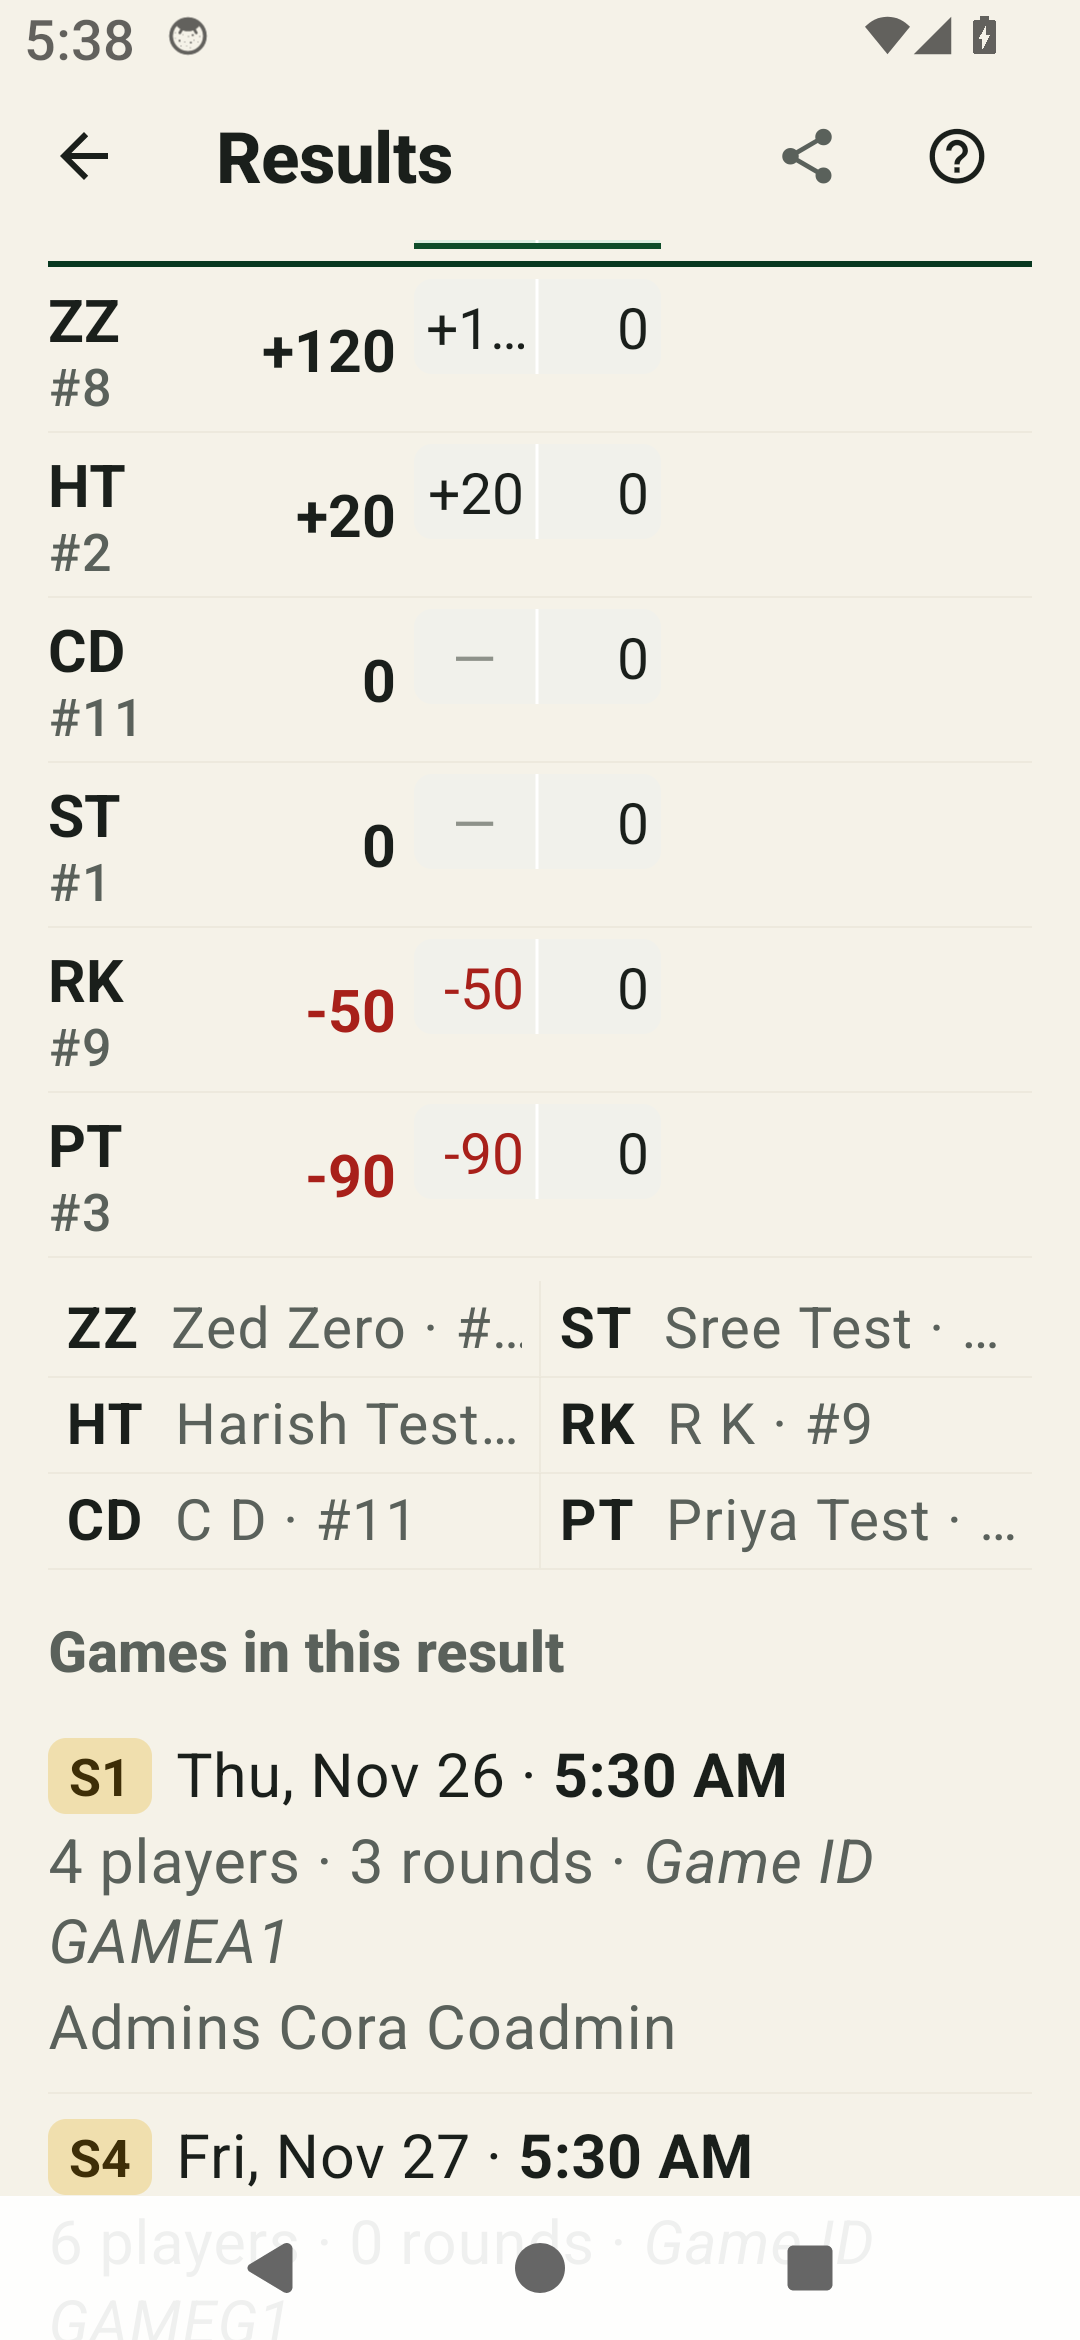 5:38
Results
ZZ +120 +1... 0
#8
HT +20 +20 0
#2
CD 0 — 0
#11
ST 0 — 0
#1
RK -50 -50 0
#9
PT -90 -90 0
#3
ZZ Zed Zero · #... ST Sree Test · ...
HT Harish Test... RK R K · #9
CD C D · #11 PT Priya Test · ...
Games in this result
S1 Thu, Nov 26 · 5:30 AM
4 players · 3 rounds · Game ID
GAMEA1
Admins Cora Coadmin
S4 Fri, Nov 27 · 5:30 AM
6 players · 0 rounds · Game ID
GAMEG1